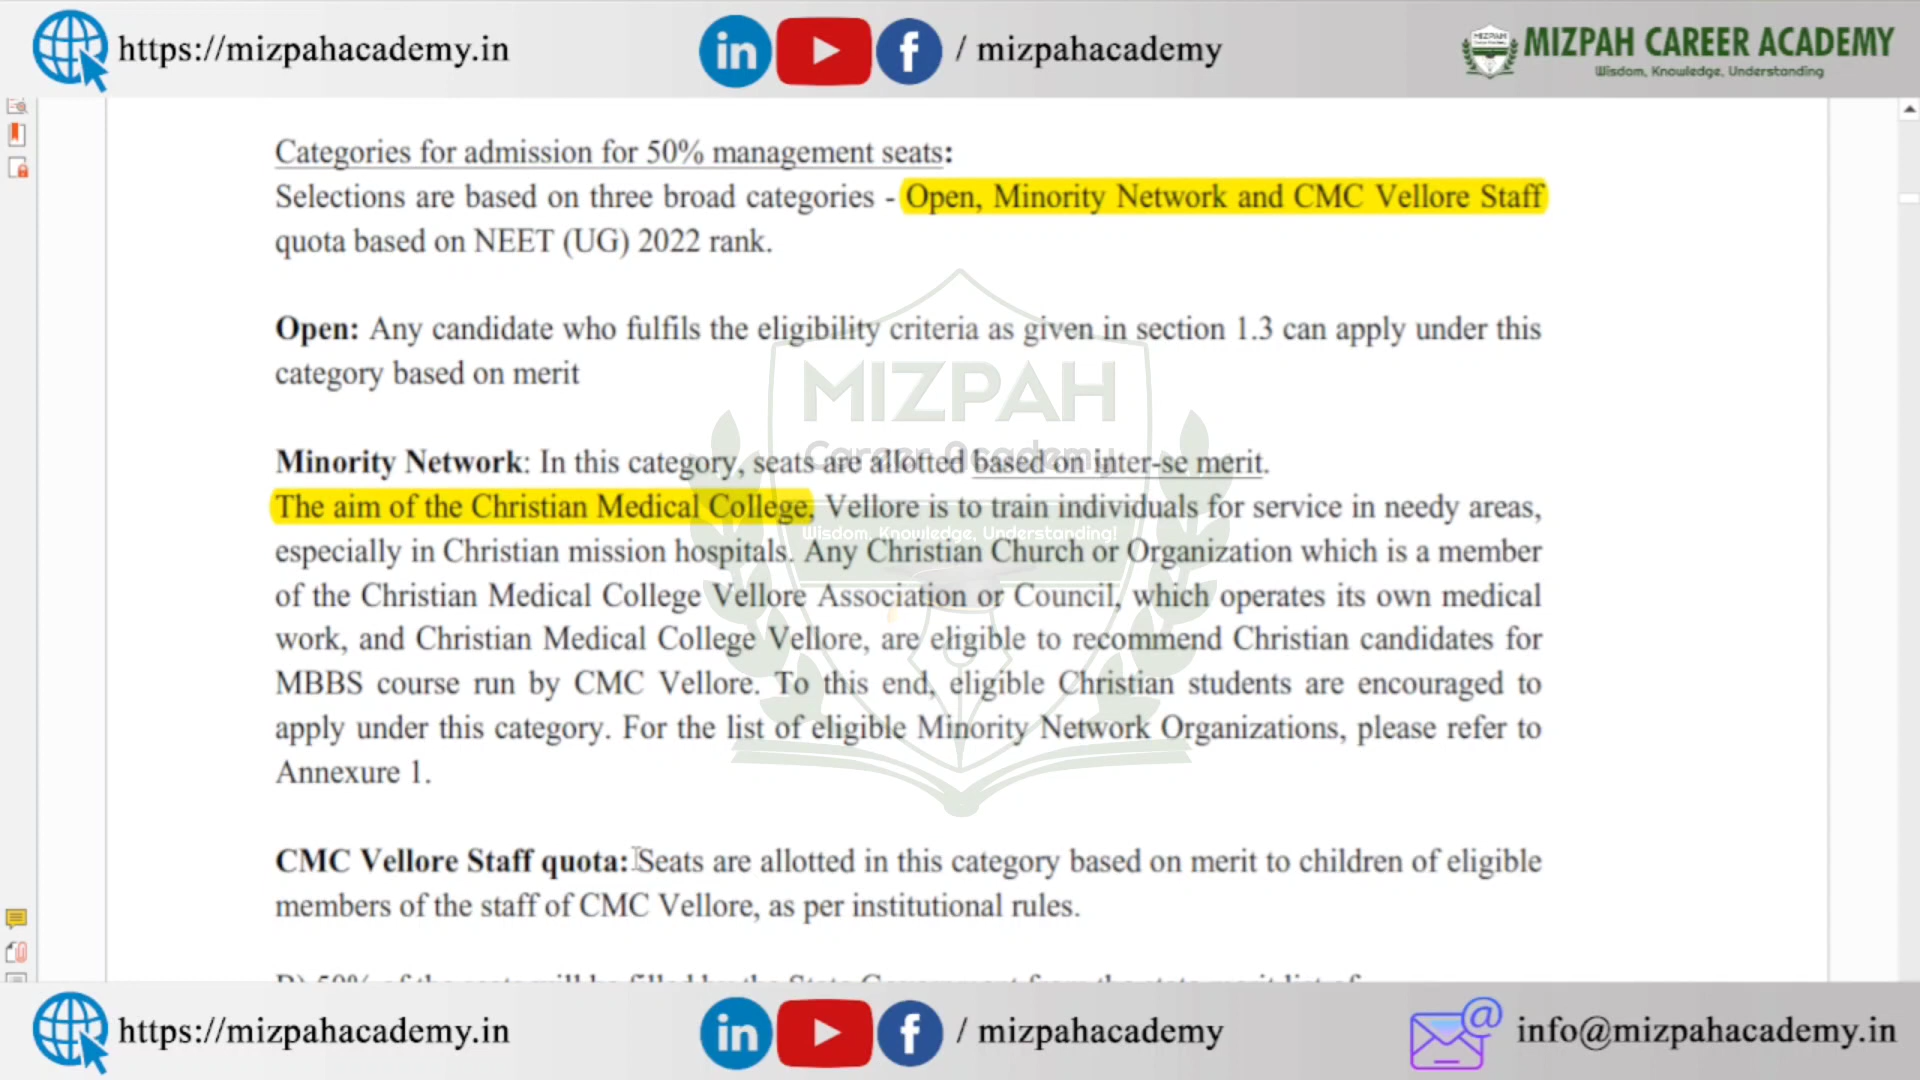 https://mizpahacademy.in
/ mizpahacademy
MIZPAH
MIZPAH CAREER ACADEMY
Wisdom, Knowledge, Understanding
Categories for admission for 50% management seats:
Selections are based on three broad categories - Open, Minority Network and CMC Vellore Staff
quota based on NEET (UG) 2022 rank.
Open: Any candidate who fulfils the eligibility criteria as given in section 1.3 can apply under this
category based on merit
MIZPAH
Career Academy
Wisdom, Knowledge, Understanding!
Minority Network: In this category, seats are allotted based on inter-se merit.
The aim of the Christian Medical College, Vellore is to train individuals for service in needy areas,
especially in Christian mission hospitals. Any Christian Church or Organization which is a member
of the Christian Medical College Vellore Association or Council, which operates its own medical
work, and Christian Medical College Vellore, are eligible to recommend Christian candidates for
MBBS course run by CMC Vellore. To this end, eligible Christian students are encouraged to
apply under this category. For the list of eligible Minority Network Organizations, please refer to
Annexure 1.
CMC Vellore Staff quota: Seats are allotted in this category based on merit to children of eligible
members of the staff of CMC Vellore, as per institutional rules.
https://mizpahacademy.in
/ mizpahacademy
info@mizpahacademy.in